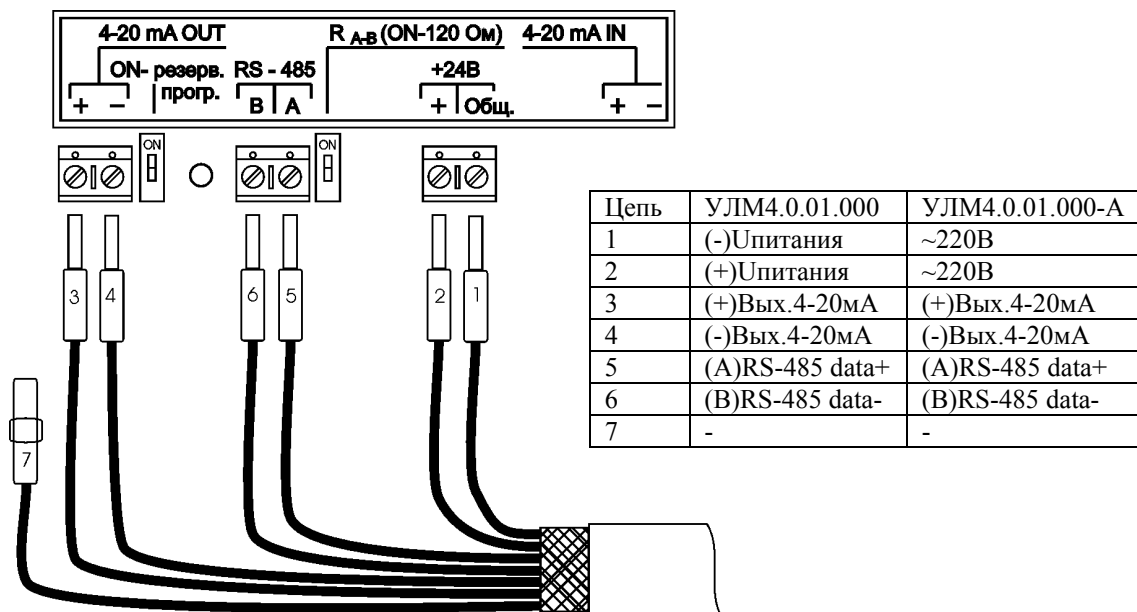 4-20 mA OUT R A-B (ON-120 Ом) 4-20 mA IN
ON- резерв. RS - 485 +24В
+ − прогр. B A + Общ. + −
ON ON
3 4 6 5 2 1
7
Цепь УЛМ4.0.01.000 УЛМ4.0.01.000-А
1 (-)Uпитания ~220В
2 (+)Uпитания ~220В
3 (+)Вых.4-20мА (+)Вых.4-20мА
4 (-)Вых.4-20мА (-)Вых.4-20мА
5 (A)RS-485 data+ (A)RS-485 data+
6 (B)RS-485 data- (B)RS-485 data-
7 - -